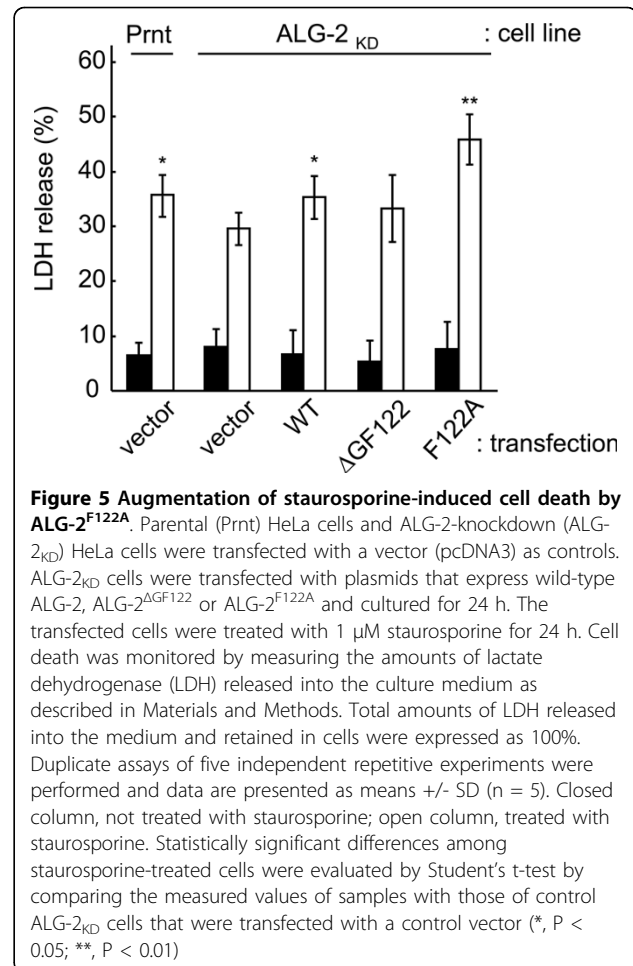 Prnt ALG-2 KD : cell line
**
* *
60
50
40
30
20
10
0
LDH release (%)
vector vector WT ΔGF122 F122A : transfection
Figure 5 Augmentation of staurosporine-induced cell death by
ALG-2F122A. Parental (Prnt) HeLa cells and ALG-2-knockdown (ALG-
2KD) HeLa cells were transfected with a vector (pcDNA3) as controls.
ALG-2KD cells were transfected with plasmids that express wild-type
ALG-2, ALG-2ΔGF122 or ALG-2F122A and cultured for 24 h. The
transfected cells were treated with 1 μM staurosporine for 24 h. Cell
death was monitored by measuring the amounts of lactate
dehydrogenase (LDH) released into the culture medium as
described in Materials and Methods. Total amounts of LDH released
into the medium and retained in cells were expressed as 100%.
Duplicate assays of five independent repetitive experiments were
performed and data are presented as means +/- SD (n = 5). Closed
column, not treated with staurosporine; open column, treated with
staurosporine. Statistically significant differences among
staurosporine-treated cells were evaluated by Student's t-test by
comparing the measured values of samples with those of control
ALG-2KD cells that were transfected with a control vector (*, P <
0.05; **, P < 0.01)